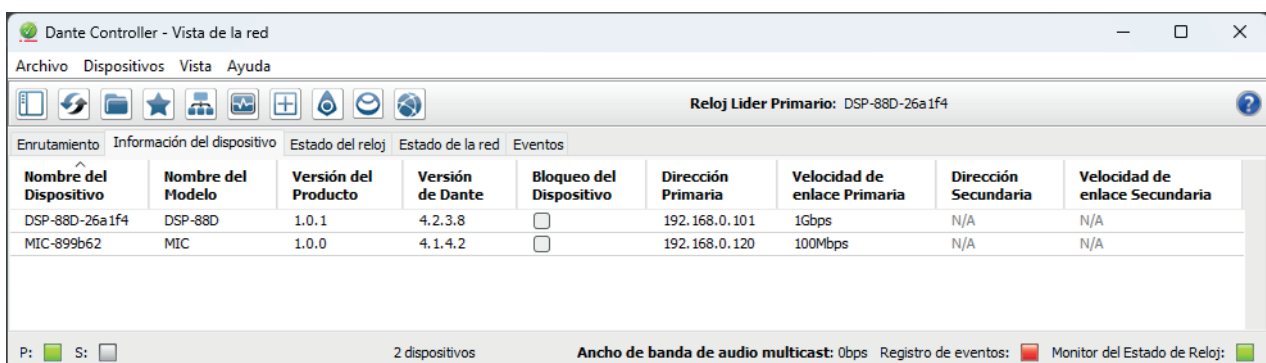 Dante Controller - Vista de la red
Archivo Dispositivos Vista Ayuda
Reloj Lider Primario: DSP-88D-26a1f4
Enrutamiento Información del dispositivo Estado del reloj Estado de la red Eventos
Nombre del Dispositivo Nombre del Modelo Versión del Producto Versión de Dante Bloqueo del Dispositivo Dirección Primaria Velocidad de enlace Primaria Dirección Secundaria Velocidad de enlace Secundaria
DSP-88D-26a1f4 DSP-88D 1.0.1 4.2.3.8 192.168.0.101 1Gbps N/A N/A
MIC-899b62 MIC 1.0.0 4.1.4.2 192.168.0.120 100Mbps N/A N/A
P: S: 2 dispositivos Ancho de banda de audio multicast: 0bps Registro de eventos: Monitor del Estado de Reloj: